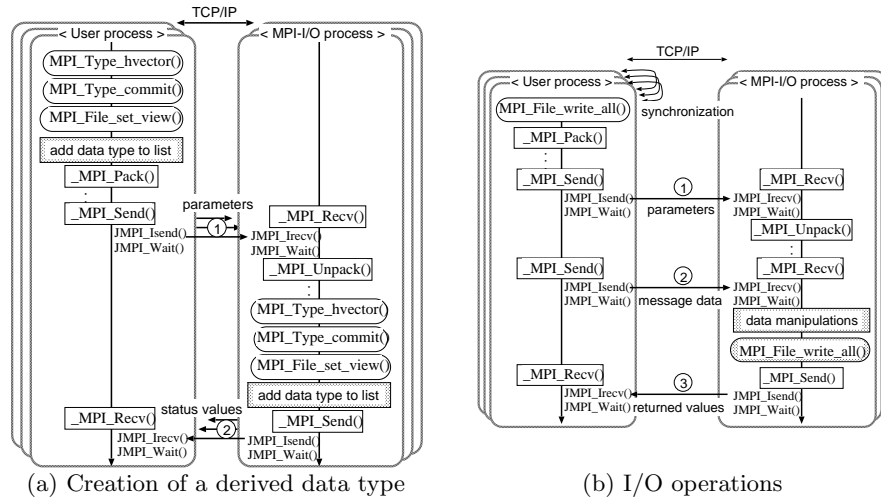 TCP/IP
< User process >
< MPI-I/O process >
MPI_Type_hvector()
MPI_Type_commit()
MPI_File_set_view()
add data type to list
_MPI_Pack()
:
_MPI_Send()
parameters
1
_MPI_Recv()
JMPI_Isend()
JMPI_Wait()
JMPI_Irecv()
JMPI_Wait()
_MPI_Unpack()
:
MPI_Type_hvector()
MPI_Type_commit()
MPI_File_set_view()
add data type to list
status values
2
_MPI_Send()
_MPI_Recv()
JMPI_Irecv()
JMPI_Wait()
JMPI_Isend()
JMPI_Wait()
(a) Creation of a derived data type
TCP/IP
< User process >
< MPI-I/O process >
synchronization
MPI_File_write_all()
_MPI_Pack()
:
_MPI_Send()
1
_MPI_Recv()
JMPI_Isend()
JMPI_Wait()
parameters
JMPI_Irecv()
JMPI_Wait()
_MPI_Unpack()
:
_MPI_Send()
2
_MPI_Recv()
JMPI_Isend()
JMPI_Wait()
message data
JMPI_Irecv()
JMPI_Wait()
data manipulations
MPI_File_write_all()
_MPI_Recv()
3
_MPI_Send()
JMPI_Irecv()
JMPI_Wait()
returned values
JMPI_Isend()
JMPI_Wait()
(b) I/O operations